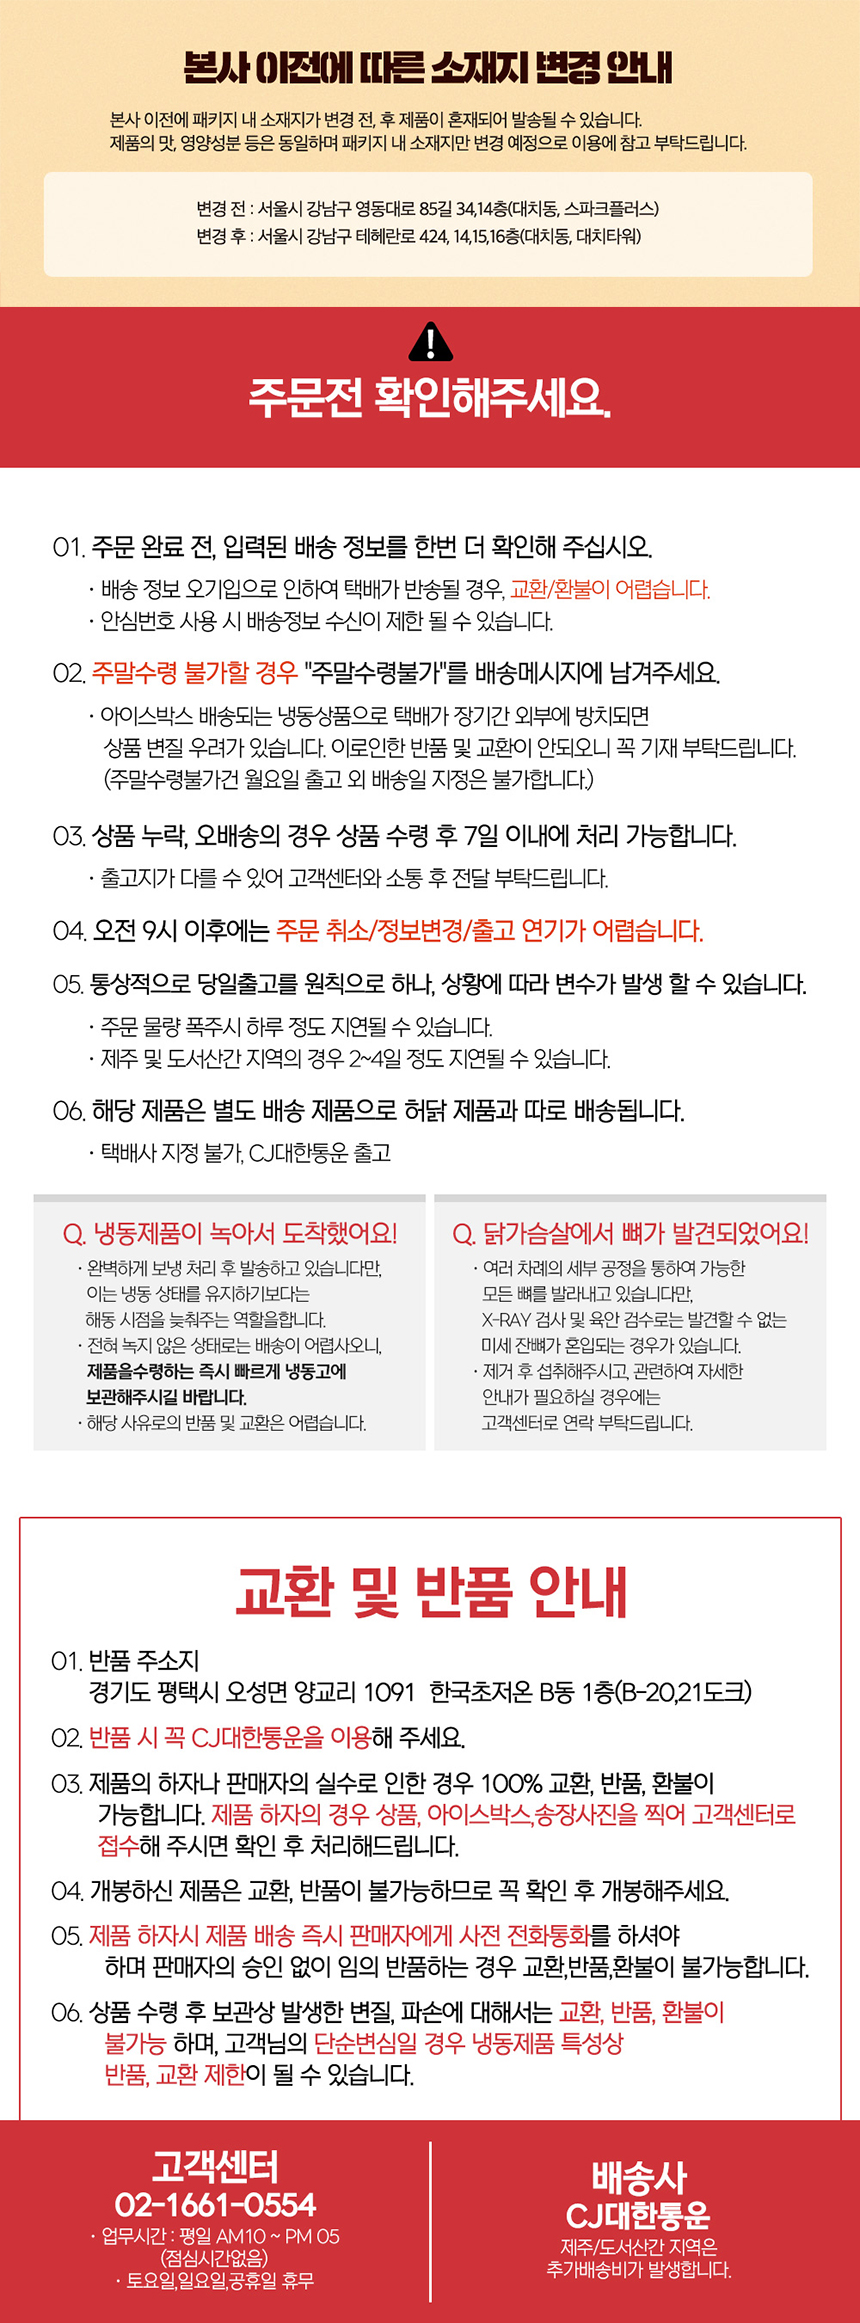 본사 이전에 따른 소재지 변경 안내
본사 이전에 패키지 내 소재지가 변경 전, 후 제품이 혼재되어 발송될 수 있습니다.
제품의 맛, 영양성분 등은 동일하며 패키지 내 소재지만 변경 예정으로 이용에 참고 부탁드립니다.
변경 전 : 서울시 강남구 영동대로 85길 34,14층(대치동, 스파크플러스)
변경 후 : 서울시 강남구 테헤란로 424, 14,15,16층(대치동, 대치타워)
주문전 확인해주세요.
01. 주문 완료 전, 입력된 배송 정보를 한번 더 확인해 주십시오.
· 배송 정보 오기입으로 인하여 택배가 반송될 경우, 교환/환불이 어렵습니다.
· 안심번호 사용 시 배송정보 수신이 제한 될 수 있습니다.
02. 주말수령 불가할 경우 "주말수령불가"를 배송메시지에 남겨주세요.
· 아이스박스 배송되는 냉동상품으로 택배가 장기간 외부에 방치되면
상품 변질 우려가 있습니다. 이로인한 반품 및 교환이 안되오니 꼭 기재 부탁드립니다.
(주말수령불가건 월요일 출고 외 배송일 지정은 불가합니다.)
03. 상품 누락, 오배송의 경우 상품 수령 후 7일 이내에 처리 가능합니다.
· 출고지가 다를 수 있어 고객센터와 소통 후 전달 부탁드립니다.
04. 오전 9시 이후에는 주문 취소/정보변경/출고 연기가 어렵습니다.
05. 통상적으로 당일출고를 원칙으로 하나, 상황에 따라 변수가 발생 할 수 있습니다.
· 주문 물량 폭주시 하루 정도 지연될 수 있습니다.
· 제주 및 도서산간 지역의 경우 2~4일 정도 지연될 수 있습니다.
06. 해당 제품은 별도 배송 제품으로 허닭 제품과 따로 배송됩니다.
· 택배사 지정 불가, CJ대한통운 출고
Q. 냉동제품이 녹아서 도착했어요!
· 완벽하게 보냉 처리 후 발송하고 있습니다만,
이는 냉동 상태를 유지하기보다는
해동 시점을 늦춰주는 역할을합니다.
· 전혀 녹지 않은 상태로는 배송이 어렵사오니,
제품을수령하는 즉시 빠르게 냉동고에
보관해주시길 바랍니다.
· 해당 사유로의 반품 및 교환은 어렵습니다.
Q. 닭가슴살에서 뼈가 발견되었어요!
· 여러 차례의 세부 공정을 통하여 가능한
모든 뼈를 발라내고 있습니다만,
X-RAY 검사 및 육안 검수로는 발견할 수 없는
미세 잔뼈가 혼입되는 경우가 있습니다.
· 제거 후 섭취해주시고, 관련하여 자세한
안내가 필요하실 경우에는
고객센터로 연락 부탁드립니다.
교환 및 반품 안내
01. 반품 주소지
경기도 평택시 오성면 양교리 1091 한국초저온 B동 1층(B-20,21도크)
02. 반품 시 꼭 CJ대한통운을 이용해 주세요.
03. 제품의 하자나 판매자의 실수로 인한 경우 100% 교환, 반품, 환불이
가능합니다. 제품 하자의 경우 상품, 아이스박스,송장사진을 찍어 고객센터로
접수해 주시면 확인 후 처리해드립니다.
04. 개봉하신 제품은 교환, 반품이 불가능하므로 꼭 확인 후 개봉해주세요.
05. 제품 하자시 제품 배송 즉시 판매자에게 사전 전화통화를 하셔야
하며 판매자의 승인 없이 임의 반품하는 경우 교환,반품,환불이 불가능합니다.
06. 상품 수령 후 보관상 발생한 변질, 파손에 대해서는 교환, 반품, 환불이
불가능 하며, 고객님의 단순변심일 경우 냉동제품 특성상
반품, 교환 제한이 될 수 있습니다.
고객센터
02-1661-0554
· 업무시간 : 평일 AM10 ~ PM 05
(점심시간없음)
· 토요일,일요일,공휴일 휴무
배송사
CJ대한통운
제주/도서산간 지역은
추가배송비가 발생합니다.